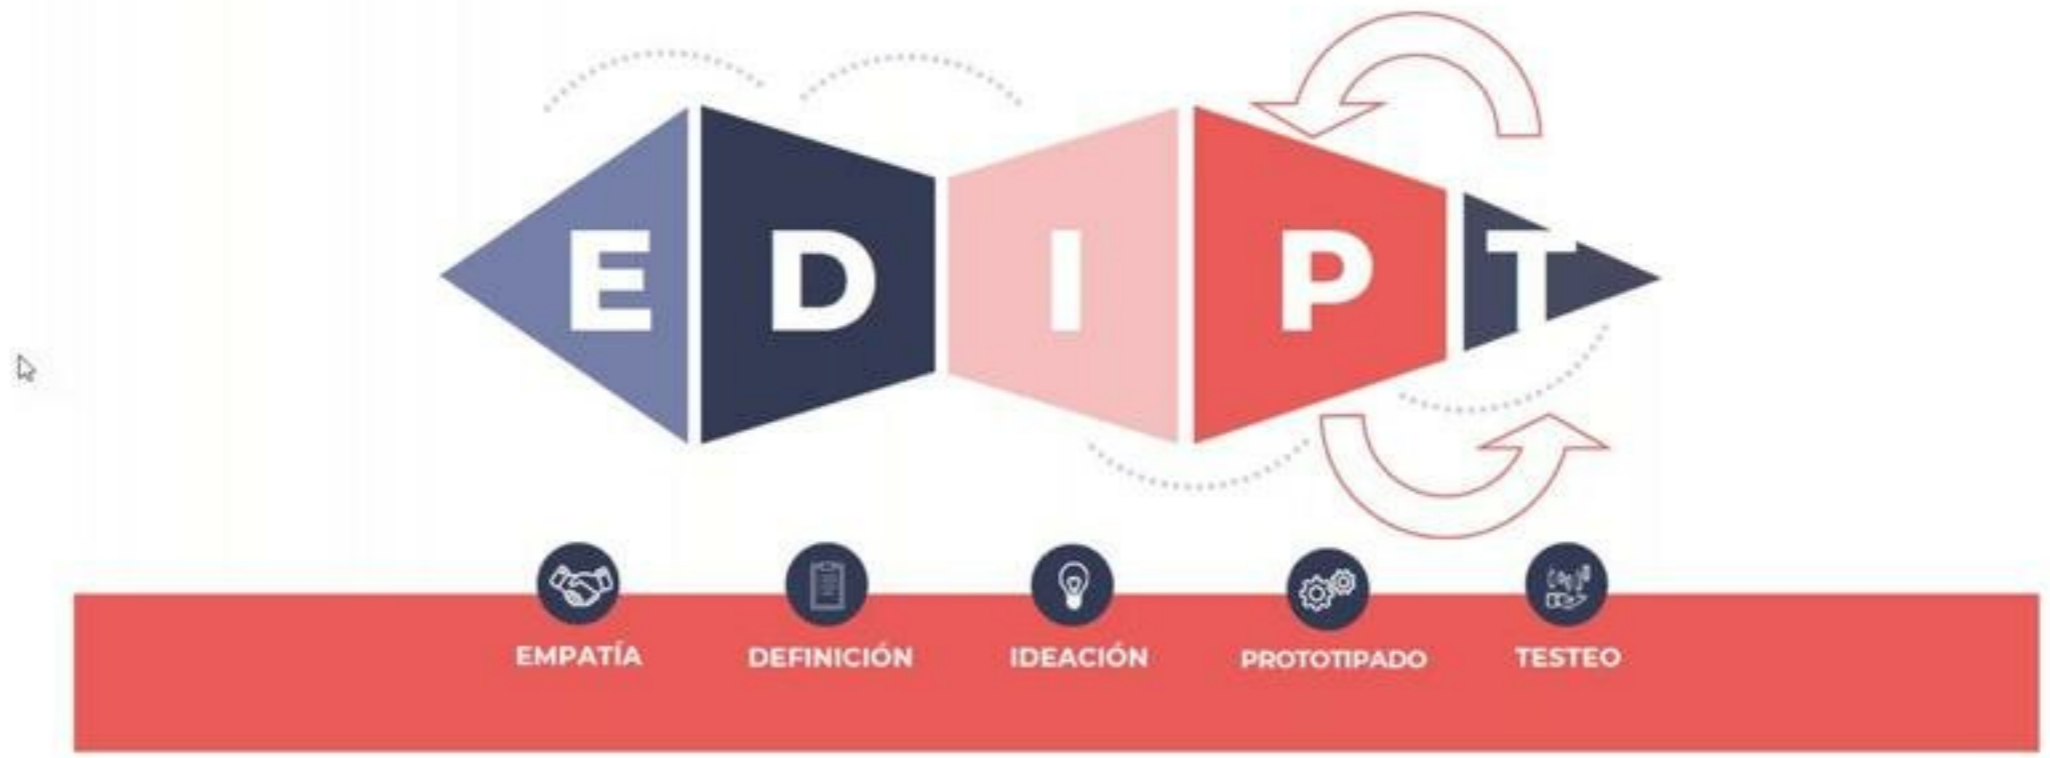 E D I P T
EMPATÍA DEFINICIÓN IDEACIÓN PROTOTIPADO TESTEO